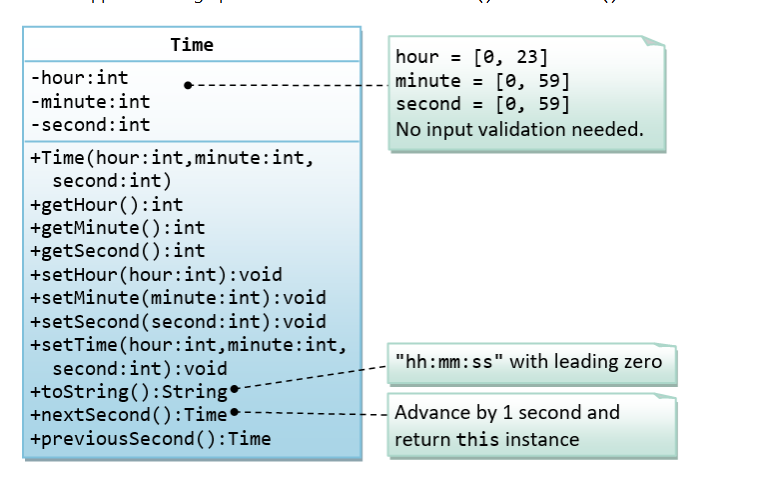 Time
-hour:int
-minute:int
-second:int
hour = [0, 23]
minute = [0, 59]
second = [0, 59]
No input validation needed.
+Time(hour:int,minute:int,
second:int)
+getHour():int
+getMinute():int
+getSecond():int
+setHour(hour:int):void
+setMinute(minute:int):void
+setSecond(second:int):void
+setTime(hour:int,minute:int,
second:int):void
+toString():String
+nextSecond():Time
+previousSecond():Time
"hh:mm:ss" with leading zero
Advance by 1 second and
return this instance